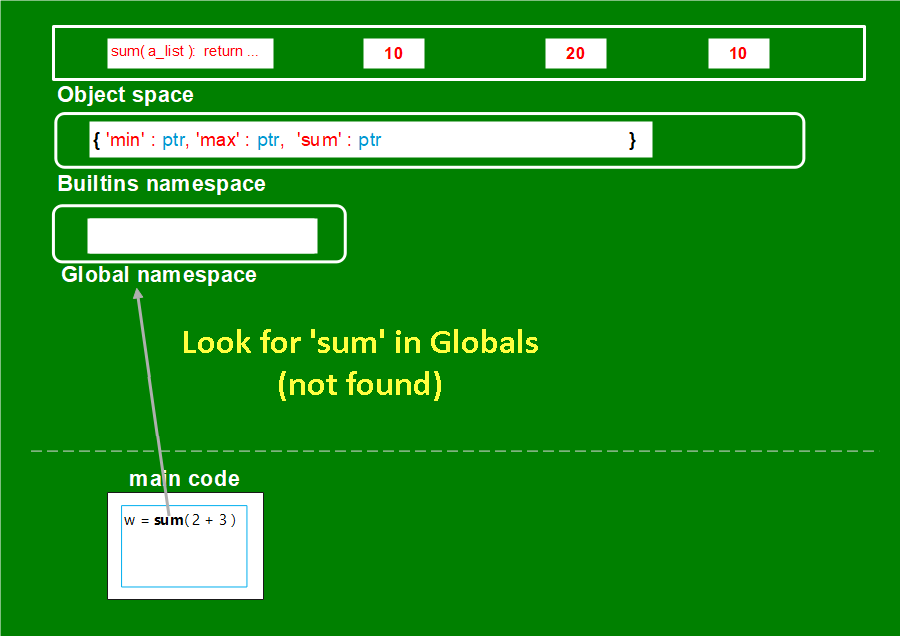 sum( a_list ):  return ...
10
20
10
Object space
{ 'min' : ptr, 'max' : ptr,  'sum' : ptr }
Builtins namespace
Global namespace
Look for 'sum' in Globals
(not found)
main code
w = sum( 2 + 3 )